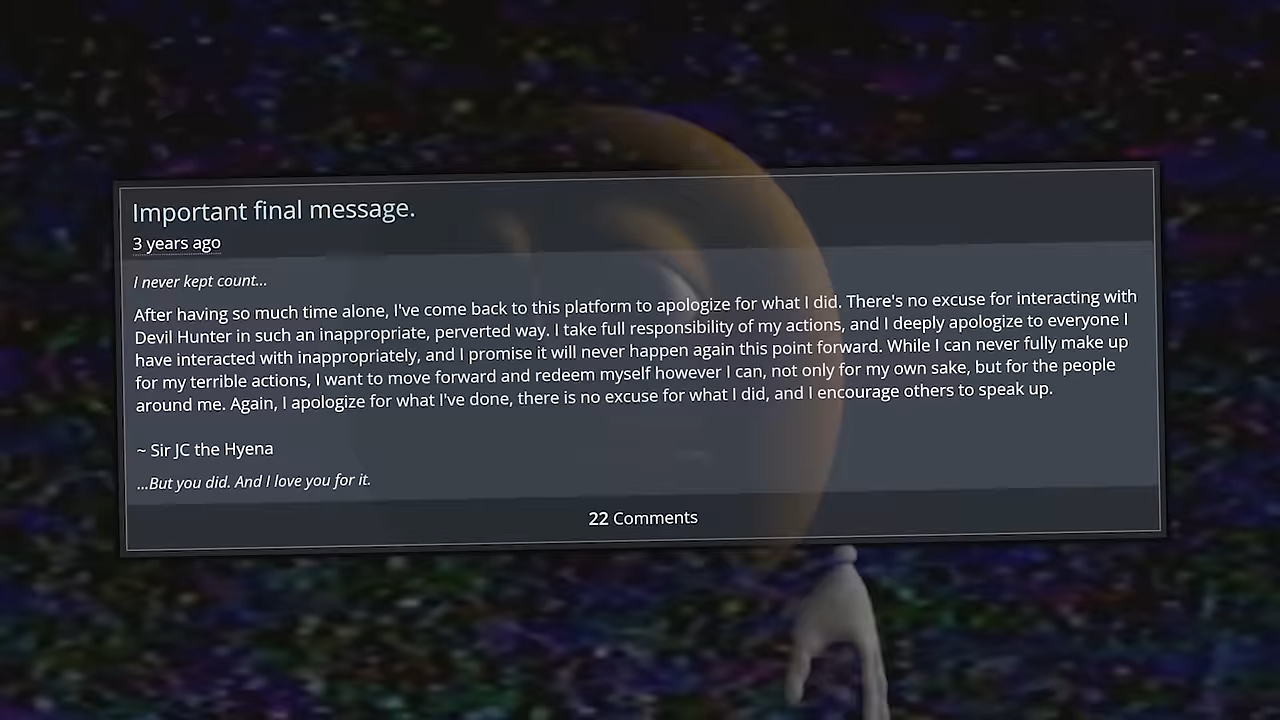 Important final message.
3 years ago
I never kept count...
After having so much time alone, I've come back to this platform to apologize for what I did. There's no excuse for interacting with
Devil Hunter in such an inappropriate, perverted way. I take full responsibility of my actions, and I deeply apologize to everyone I
have interacted with inappropriately, and I promise it will never happen again this point forward. While I can never fully make up
for my terrible actions, I want to move forward and redeem myself however I can, not only for my own sake, but for the people
around me. Again, I apologize for what I've done, there is no excuse for what I did, and I encourage others to speak up.
~ Sir JC the Hyena
...But you did. And I love you for it.
22 Comments